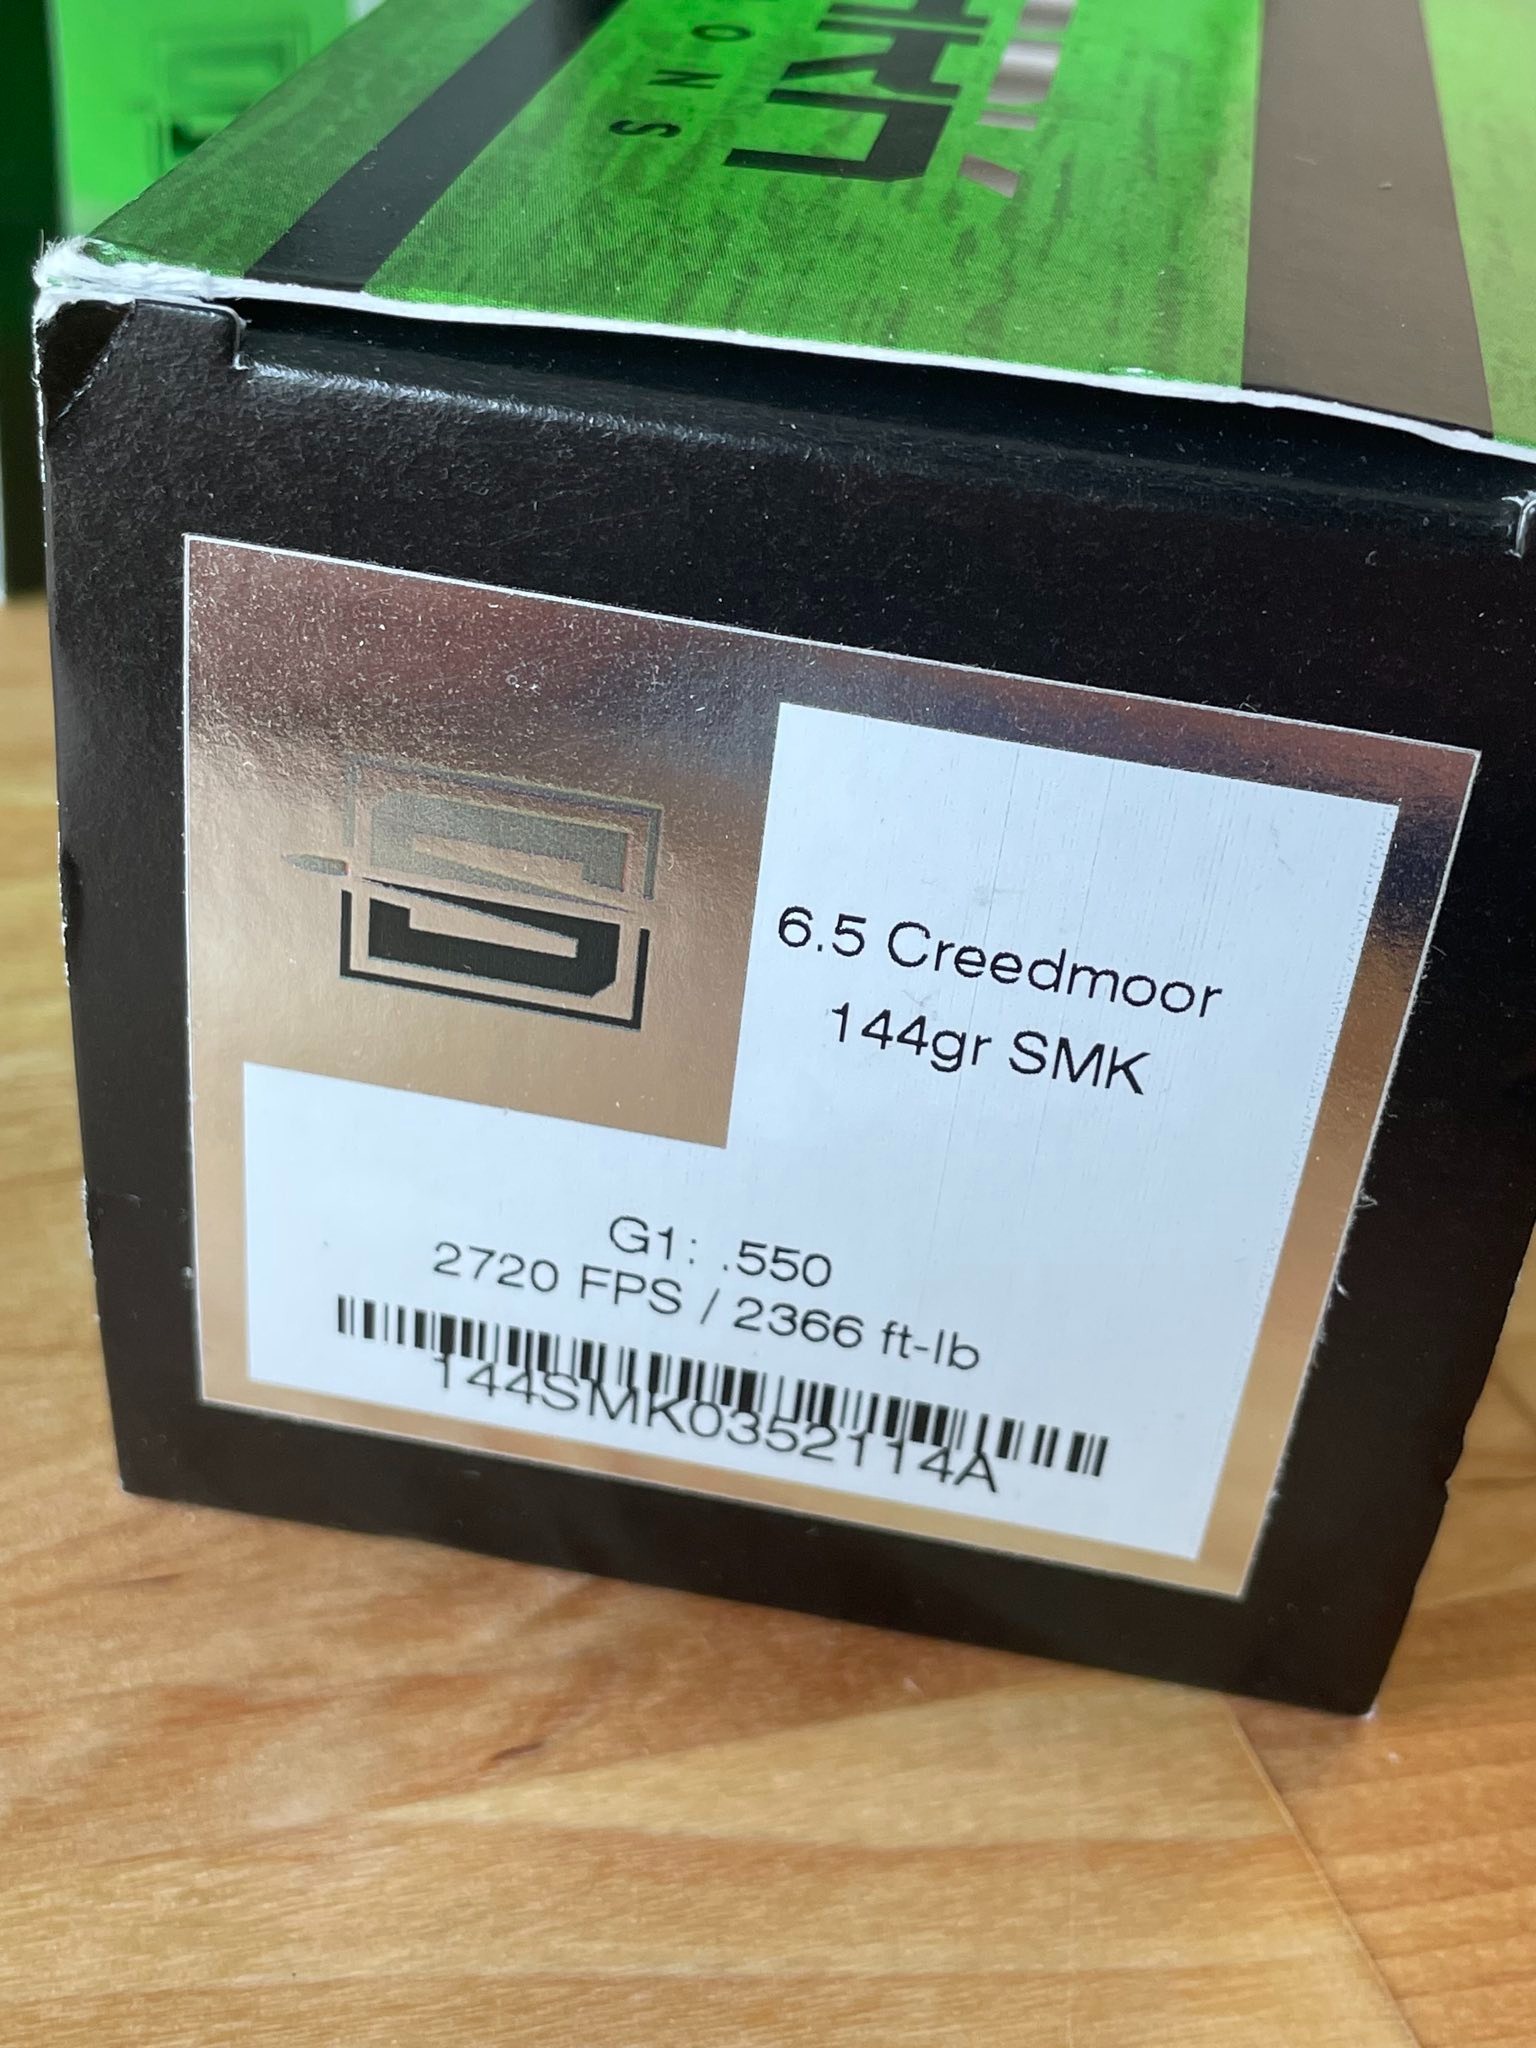 6.5 Creedmoor
144gr SMK
G1: .550
2720 FPS / 2366 ft-lb
144SMK0352114A